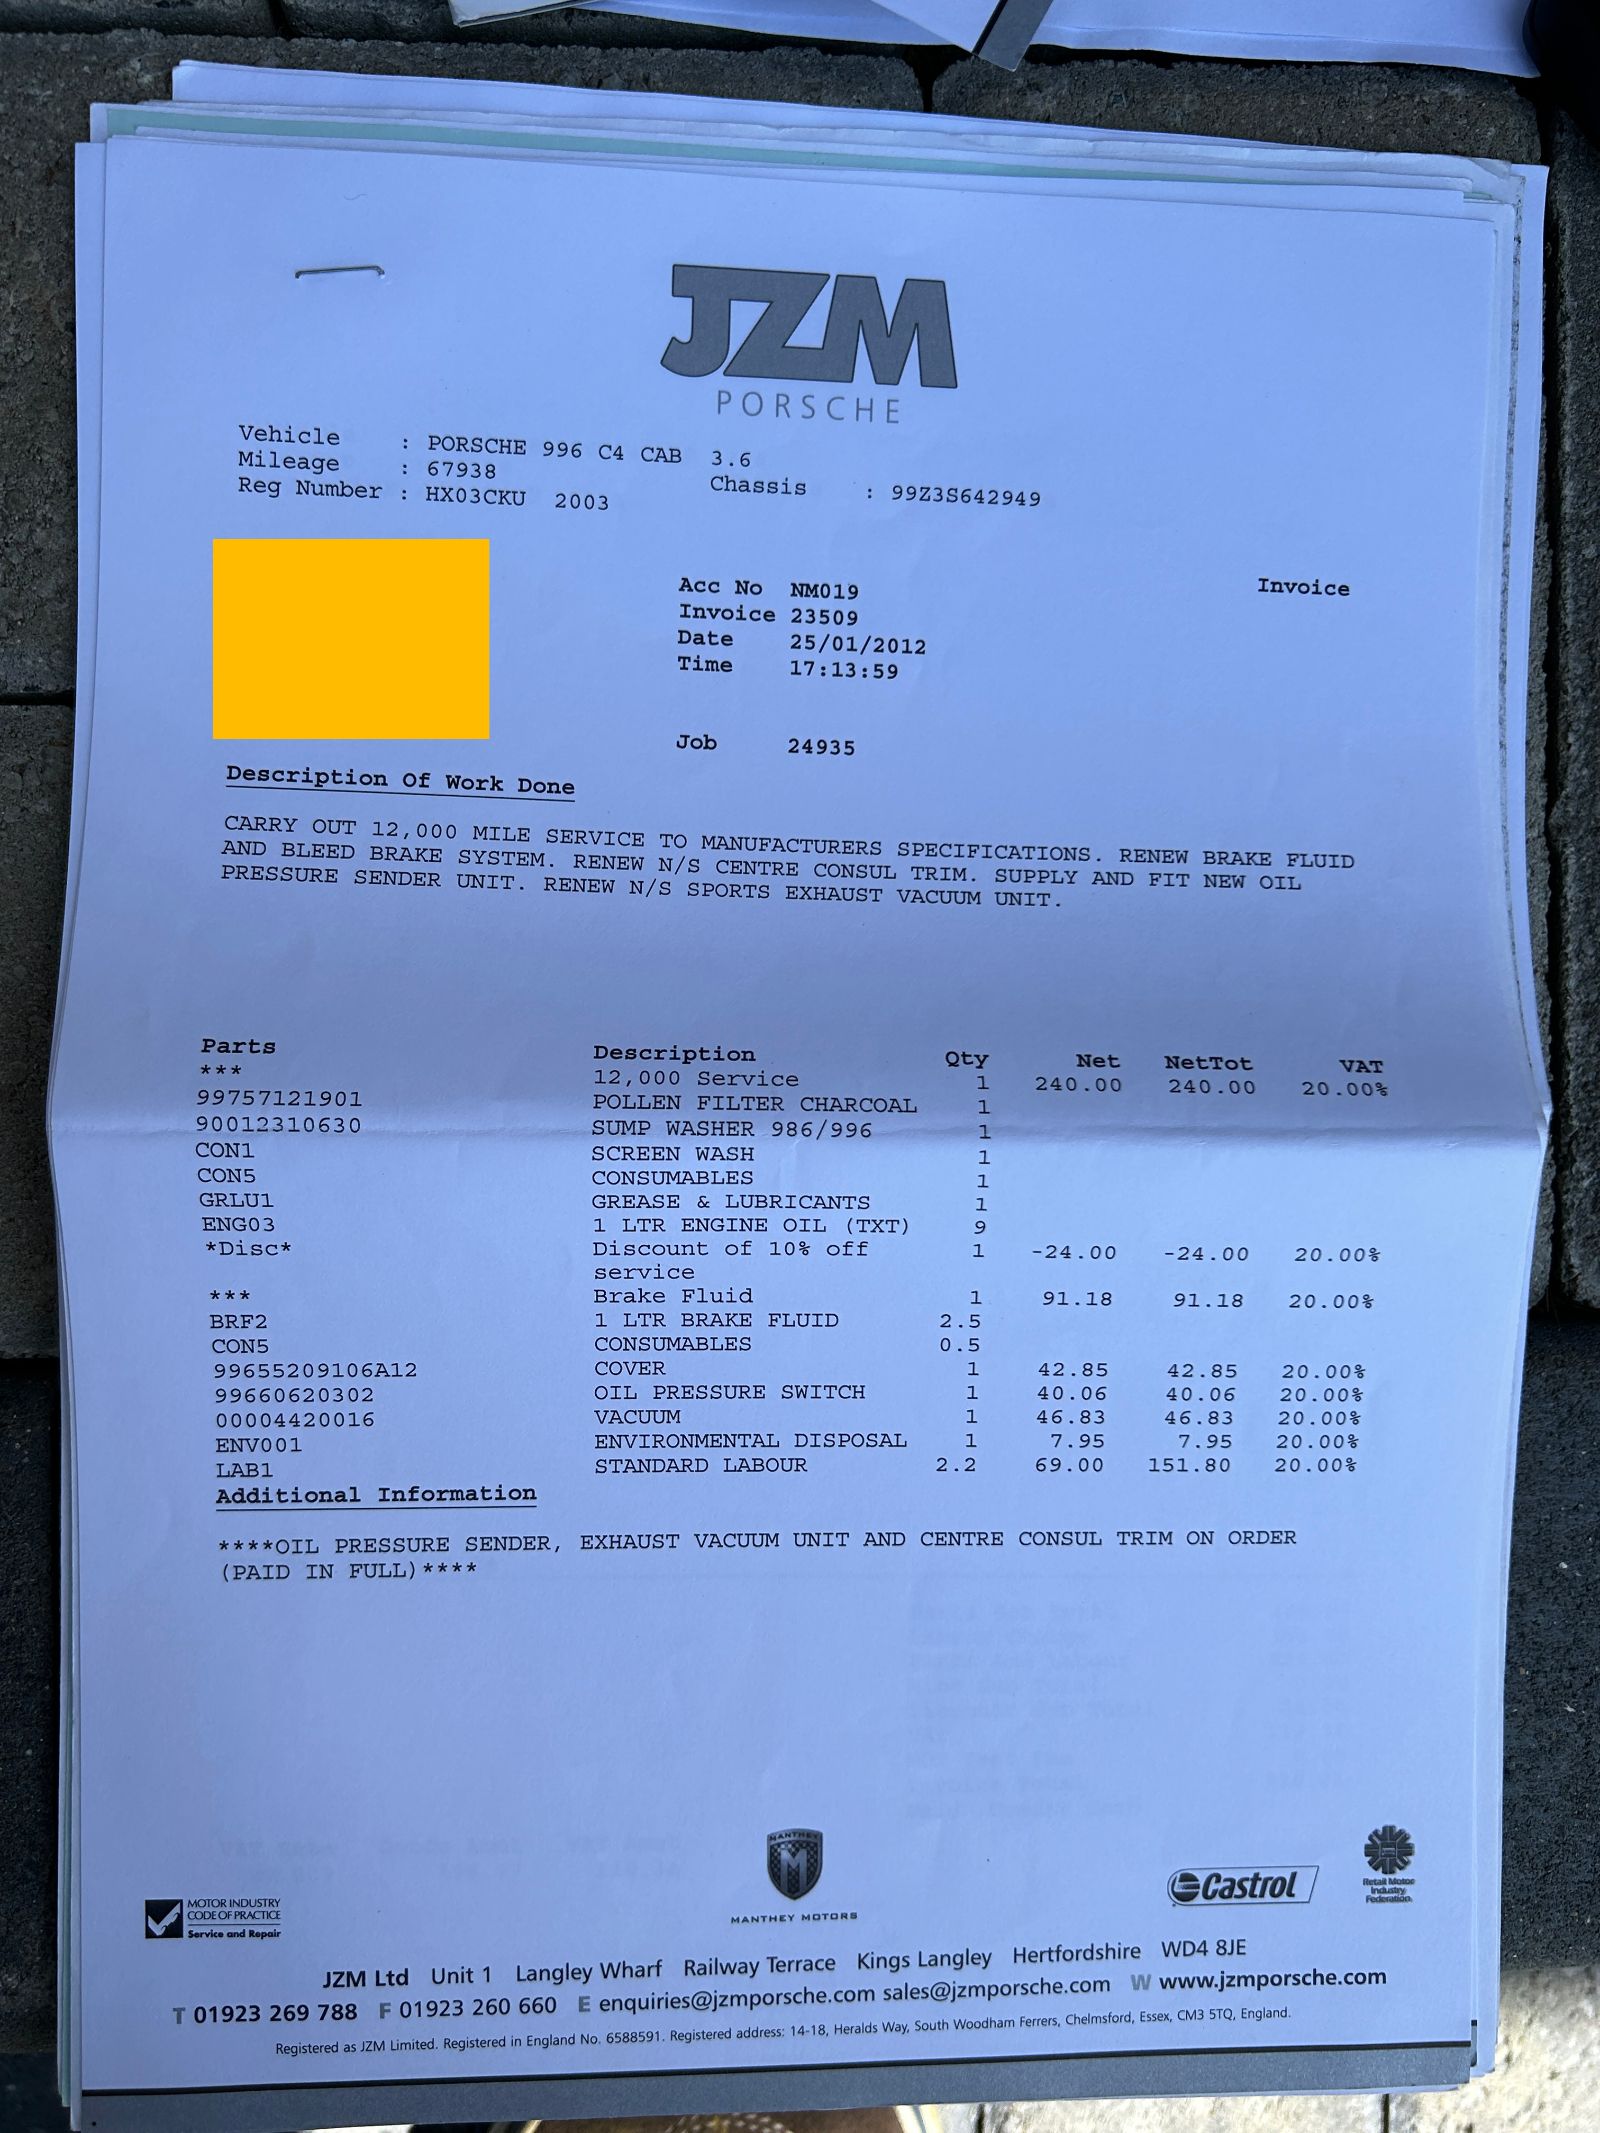 JZM
PORSCHE
Vehicle : PORSCHE 996 C4 CAB 3.6
Mileage : 67938
Reg Number : HX03CKU 2003 Chassis : 99Z3S642949
Acc No NM019 Invoice
Invoice 23509
Date 25/01/2012
Time 17:13:59
Job 24935
Description Of Work Done
CARRY OUT 12,000 MILE SERVICE TO MANUFACTURERS SPECIFICATIONS. RENEW BRAKE FLUID
AND BLEED BRAKE SYSTEM. RENEW N/S CENTRE CONSUL TRIM. SUPPLY AND FIT NEW OIL
PRESSURE SENDER UNIT. RENEW N/S SPORTS EXHAUST VACUUM UNIT.
Parts Description Qty Net NetTot VAT
*** 12,000 Service 1 240.00 240.00 20.00%
99757121901 POLLEN FILTER CHARCOAL 1
90012310630 SUMP WASHER 986/996 1
CON1 SCREEN WASH 1
CON5 CONSUMABLES 1
GRLU1 GREASE & LUBRICANTS 1
ENG03 1 LTR ENGINE OIL (TXT) 9
*Disc* Discount of 10% off 1 -24.00 -24.00 20.00%
service
*** Brake Fluid 1 91.18 91.18 20.00%
BRF2 1 LTR BRAKE FLUID 2.5
CON5 CONSUMABLES 0.5
99655209106A12 COVER 1 42.85 42.85 20.00%
99660620302 OIL PRESSURE SWITCH 1 40.06 40.06 20.00%
00004420016 VACUUM 1 46.83 46.83 20.00%
ENV001 ENVIRONMENTAL DISPOSAL 1 7.95 7.95 20.00%
LAB1 STANDARD LABOUR 2.2 69.00 151.80 20.00%
Additional Information
****OIL PRESSURE SENDER, EXHAUST VACUUM UNIT AND CENTRE CONSUL TRIM ON ORDER
(PAID IN FULL)****
MOTOR INDUSTRY
CODE OF PRACTICE
Service and Repair
MANTHEY
M
MANTHEY MOTORS
Castrol
Retail Motor
Industry
Federation
JZM Ltd Unit 1 Langley Wharf Railway Terrace Kings Langley Hertfordshire WD4 8JE
T 01923 269 788 F 01923 260 660 E enquiries@jzmporsche.com sales@jzmporsche.com W www.jzmporsche.com
Registered as JZM Limited. Registered in England No. 6588591. Registered address: 14-18, Heralds Way, South Woodham Ferrers, Chelmsford, Essex, CM3 5TQ, England.